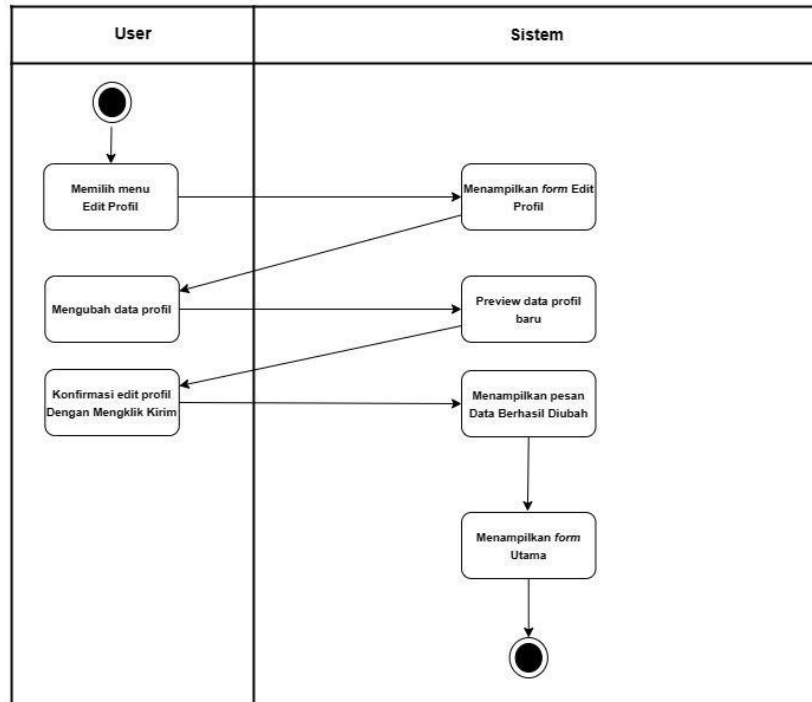 User
Sistem
Memilih menu
Edit Profil
Menampilkan form Edit
Profil
Mengubah data profil
Preview data profil
baru
Konfirmasi edit profil
Dengan Mengklik Kirim
Menampilkan pesan
Data Berhasil Diubah
Menampilkan form
Utama